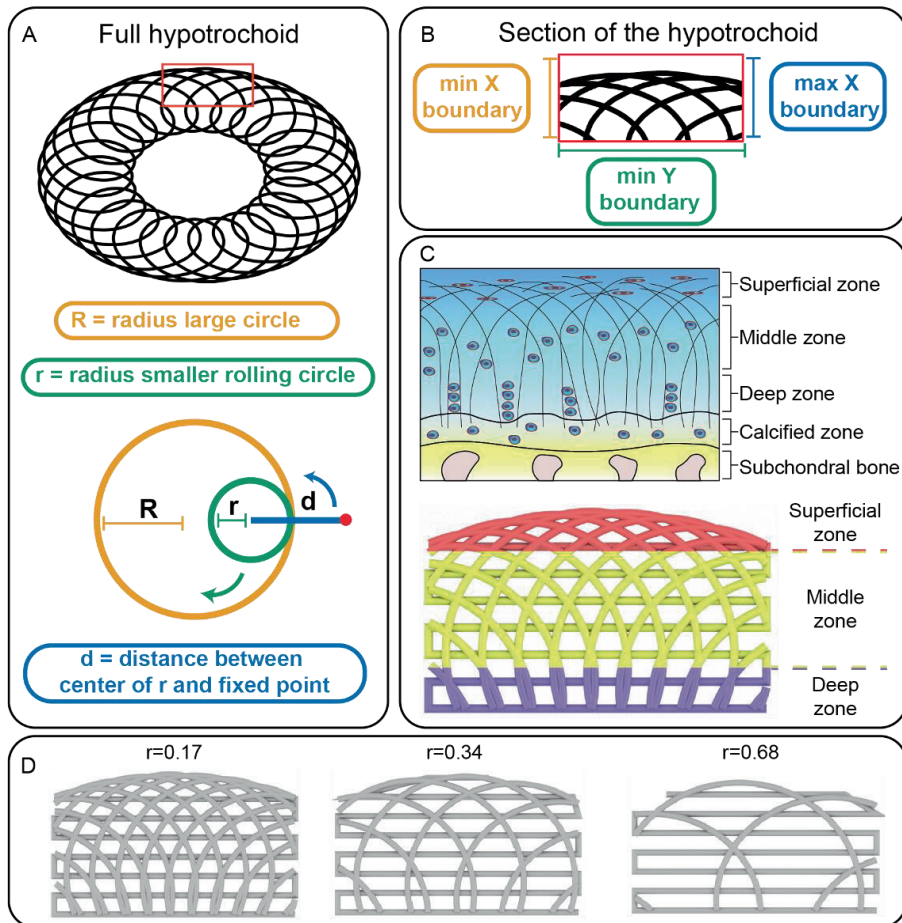 A
Full hypotrochoid
R = radius large circle
r = radius smaller rolling circle
R
r
d
d = distance between
center of r and fixed point
B
Section of the hypotrochoid
min X
boundary
max X
boundary
min Y
boundary
C
Superficial zone
Middle zone
Deep zone
Calcified zone
Subchondral bone
Superficial
zone
Middle
zone
Deep
zone
D
r=0.17
r=0.34
r=0.68